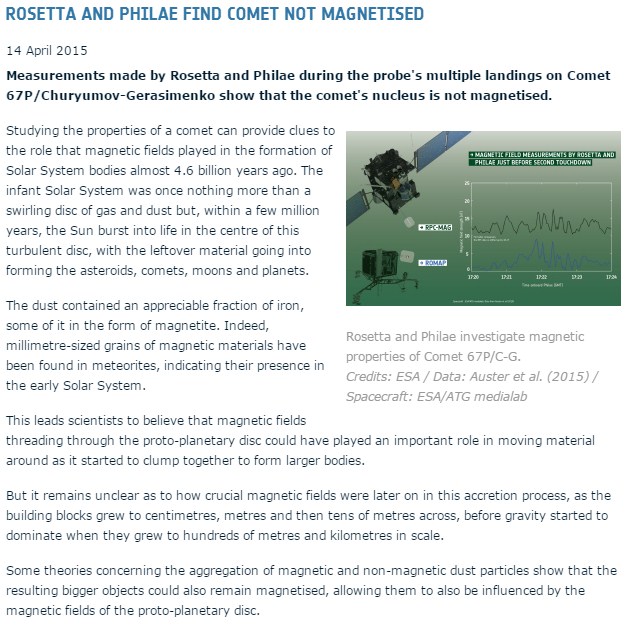 ROSETTA AND PHILAE FIND COMET NOT MAGNETISED
14 April 2015
Measurements made by Rosetta and Philae during the probe's multiple landings on Comet
67P/Churyumov-Gerasimenko show that the comet's nucleus is not magnetised.
Studying the properties of a comet can provide clues to
the role that magnetic fields played in the formation of
Solar System bodies almost 4.6 billion years ago. The
infant Solar System was once nothing more than a
swirling disc of gas and dust but, within a few million
years, the Sun burst into life in the centre of this
turbulent disc, with the leftover material going into
forming the asteroids, comets, moons and planets.
The dust contained an appreciable fraction of iron,
some of it in the form of magnetite. Indeed,
millimetre-sized grains of magnetic materials have
been found in meteorites, indicating their presence in
the early Solar System.
MAGNETIC FIELD MEASUREMENTS BY ROSETTA AND
PHILAE JUST BEFORE SECOND TOUCHDOWN
RPC-MAG
ROMAP
25
20
15
10
5
0
17:20
17:21
17:22
17:23
17:24
Rosetta and Philae investigate magnetic
properties of Comet 67P/C-G.
Credits: ESA / Data: Auster et al. (2015) /
Spacecraft: ESA/ATG medialab
This leads scientists to believe that magnetic fields
threading through the proto-planetary disc could have played an important role in moving material
around as it started to clump together to form larger bodies.
But it remains unclear as to how crucial magnetic fields were later on in this accretion process, as the
building blocks grew to centimetres, metres and then tens of metres across, before gravity started to
dominate when they grew to hundreds of metres and kilometres in scale.
Some theories concerning the aggregation of magnetic and non-magnetic dust particles show that the
resulting bigger objects could also remain magnetised, allowing them to also be influenced by the
magnetic fields of the proto-planetary disc.